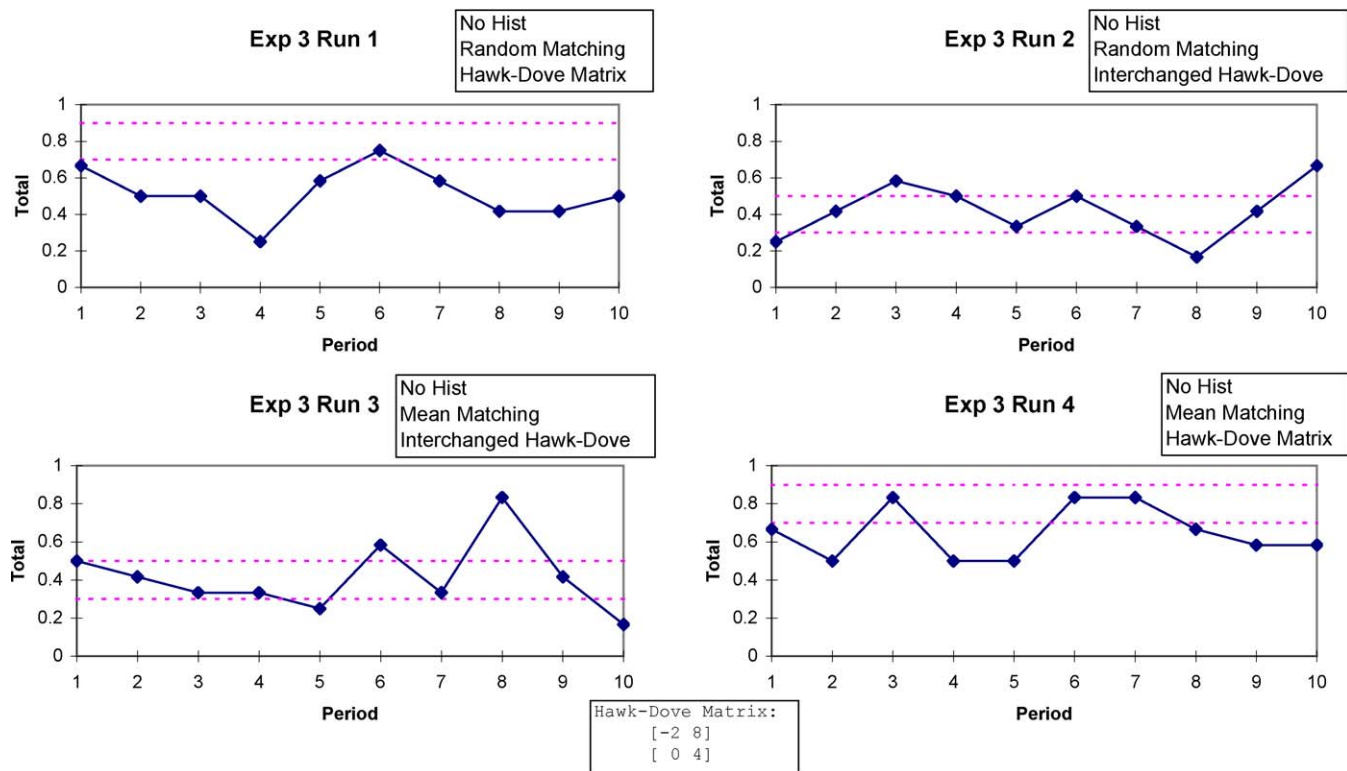 Exp 3 Run 1
No Hist
Random Matching
Hawk-Dove Matrix
Total
1
0.8
0.6
0.4
0.2
0
1 2 3 4 5 6 7 8 9 10
Period
Exp 3 Run 2
No Hist
Random Matching
Interchanged Hawk-Dove
Total
1
0.8
0.6
0.4
0.2
0
1 2 3 4 5 6 7 8 9 10
Period
Exp 3 Run 3
No Hist
Mean Matching
Interchanged Hawk-Dove
Total
1
0.8
0.6
0.4
0.2
0
1 2 3 4 5 6 7 8 9 10
Period
Exp 3 Run 4
No Hist
Mean Matching
Hawk-Dove Matrix
Total
1
0.8
0.6
0.4
0.2
0
1 2 3 4 5 6 7 8 9 10
Period
Hawk-Dove Matrix:
[-2 8]
[ 0 4]